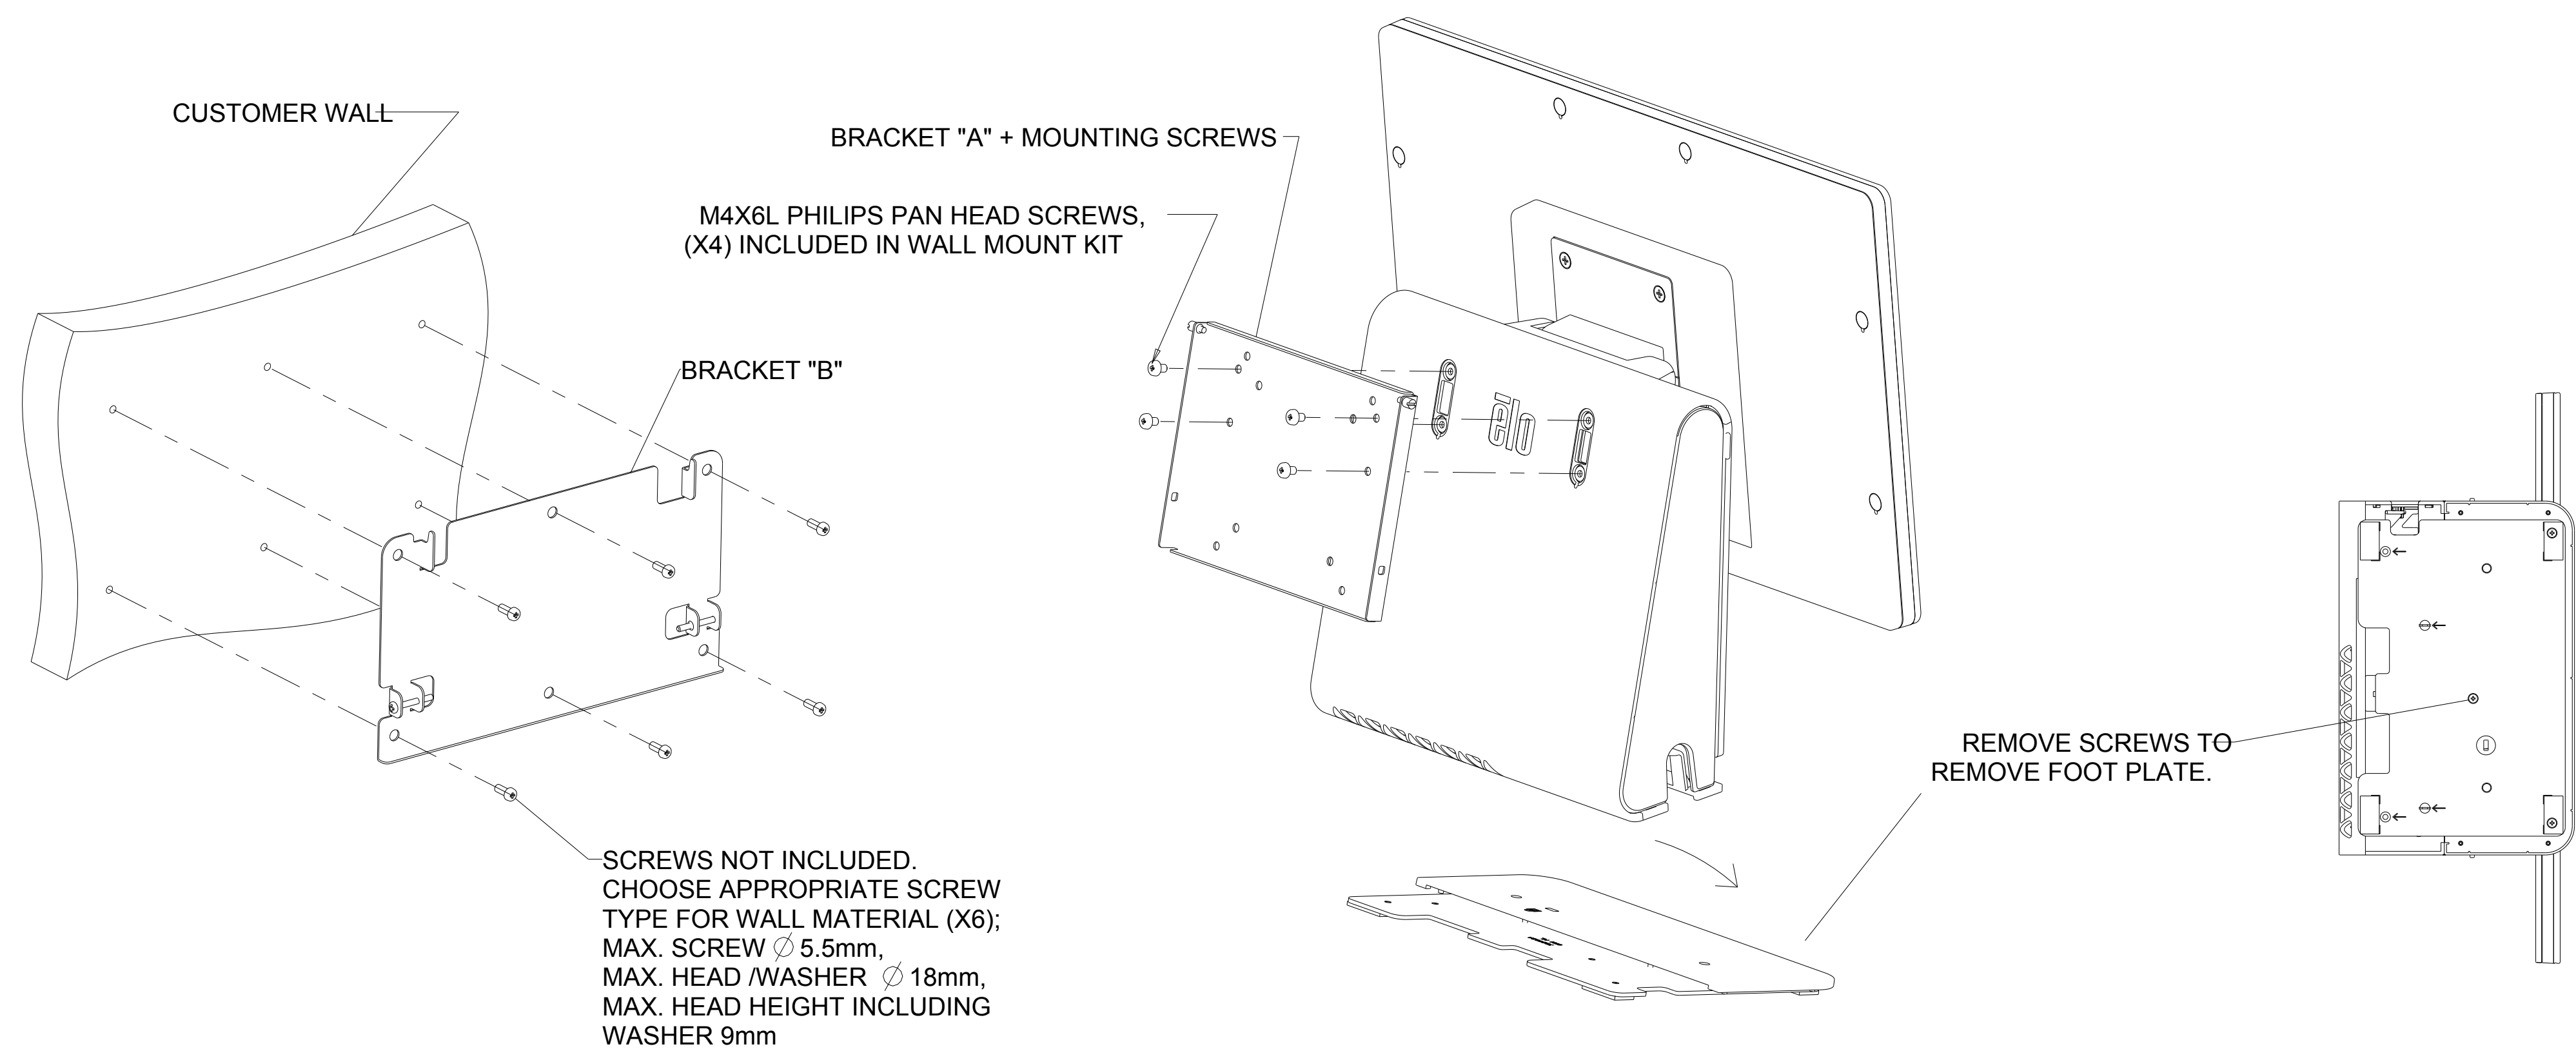 CUSTOMER WALL
BRACKET "A" + MOUNTING SCREWS
M4X6L PHILIPS PAN HEAD SCREWS,
(X4) INCLUDED IN WALL MOUNT KIT
BRACKET "B"
elo
REMOVE SCREWS TO
REMOVE FOOT PLATE.
SCREWS NOT INCLUDED.
CHOOSE APPROPRIATE SCREW
TYPE FOR WALL MATERIAL (X6);
MAX. SCREW ∅ 5.5mm,
MAX. HEAD /WASHER ∅ 18mm,
MAX. HEAD HEIGHT INCLUDING
WASHER 9mm